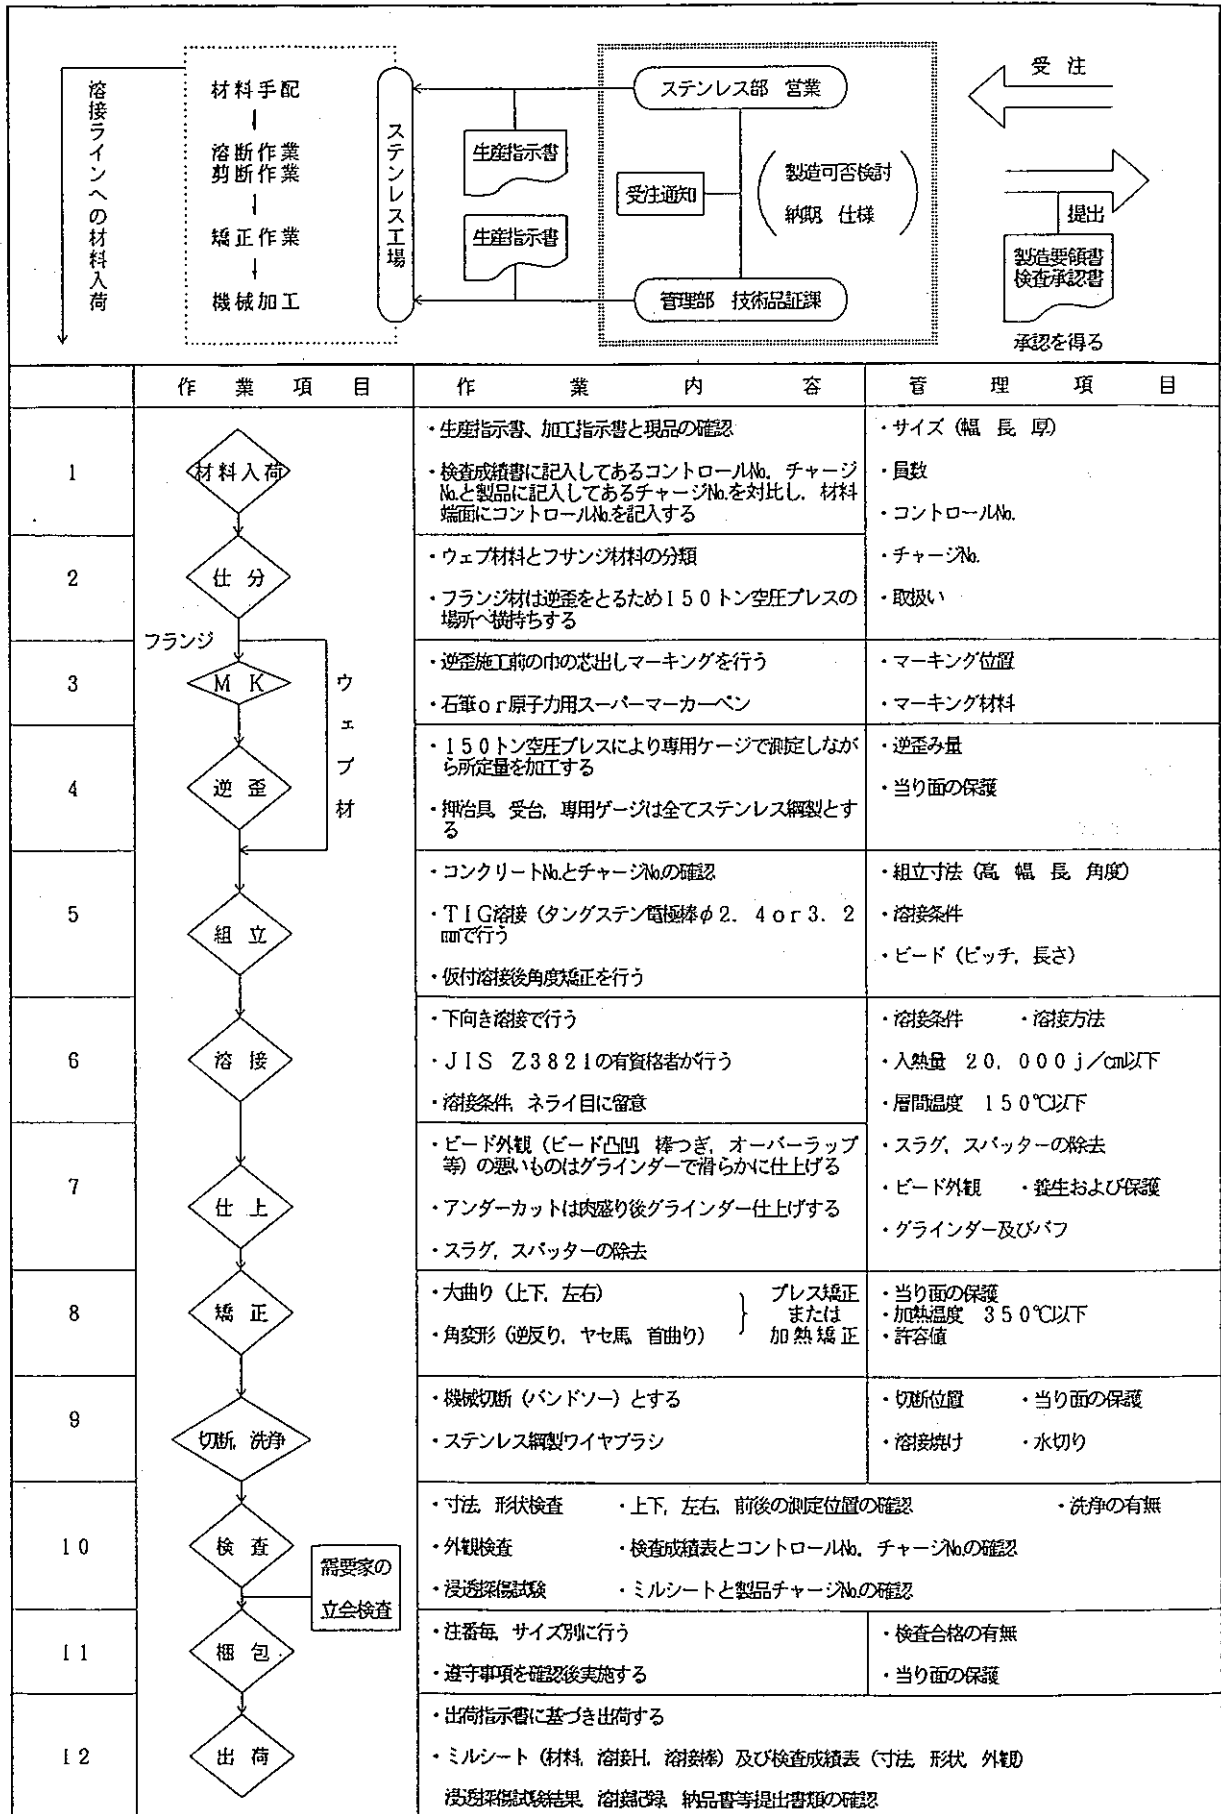 溶接ラインへの材料入荷
材料手配
溶断作業
剪断作業
矯正作業
機械加工
ステンレス工場
生産指示書
生産指示書
ステンレス部 営業
受注通知
製造可否検討
納期 仕様
管理部 技術品証課
受 注
提出
製造要領書
検査承認書
承認を得る
作 業 項 目
作 業 内 容
管 理 項 目
1
材料入荷
・生産指示書、加工指示書と現品の確認
・検査成績書に記入してあるコントロール№. チャージ
№と製品に記入してあるチャージ№を対比し、材料
端面にコントロール№を記入する
・サイズ (幅 長 厚)
・員数
・コントロール№.
・チャージ№.
・取扱い
2
仕 分
・ウェブ材料とフサンジ材料の分類
・フランジ材は逆歪をとるため150トン空圧プレスの
場所へ横持ちする
フランジ
ウェブ材
3
M K
・逆歪施工前の巾の芯出しマーキングを行う
・石筆or原子力用スーパーマーカーペン
・マーキング位置
・マーキング材料
4
逆 歪
・150トン空圧プレスにより専用ケージで測定しなが
ら所定量を加工する
・押治具, 受台, 専用ゲージは全てステンレス鋼製とす
る
・逆歪み量
・当り面の保護
5
組 立
・コンクリート№とチャージ№の確認
・TIG溶接 (タングステン電極棒φ2. 4or3. 2
㎜で行う
・仮付溶接後角度矯正を行う
・組立寸法 (高, 幅, 長, 角度)
・溶接条件
・ビード (ピッチ, 長さ)
6
溶 接
・下向き溶接で行う
・JIS Z3821の有資格者が行う
・溶接条件, ネライ目に留意
・溶接条件 ・溶接方法
・入熱量 20, 000j/㎝以下
・層間温度 150℃以下
7
仕 上
・ビード外観 (ビード凸凹, 棒つぎ, オーバーラップ
等) の悪いものはグラインダーで滑らかに仕上げる
・アンダーカットは肉盛り後グラインダー仕上げする
・スラグ, スパッターの除去
・スラグ, スパッターの除去
・ビード外観 ・養生および保護
・グラインダー及びバフ
8
矯 正
・大曲り (上下, 左右)
・角変形 (逆反り, ヤセ馬, 首曲り)
プレス矯正
または
加熱矯正
・当り面の保護
・加熱温度 350℃以下
・許容値
9
切断, 洗浄
・機械切断 (バンドソー) とする
・ステンレス鋼製ワイヤブラシ
・切断位置 ・当り面の保護
・溶接焼け ・水切り
10
検 査
・寸法, 形状検査 ・上下, 左右, 前後の測定位置の確認 ・洗浄の有無
・外観検査 ・検査成績表とコントロール№. チャージ№の確認
・浸透探傷試験 ・ミルシートと製品チャージ№の確認
需要家の
立会検査
11
梱 包
・注番毎, サイズ別に行う
・遵守事項を確認後実施する
・検査合格の有無
・当り面の保護
12
出 荷
・出荷指示書に基づき出荷する
・ミルシート (材料, 溶接H, 溶接棒) 及び検査成績表 (寸法, 形状, 外観)
浸透探傷試験結果, 溶接記録, 納品書等提出書類の確認